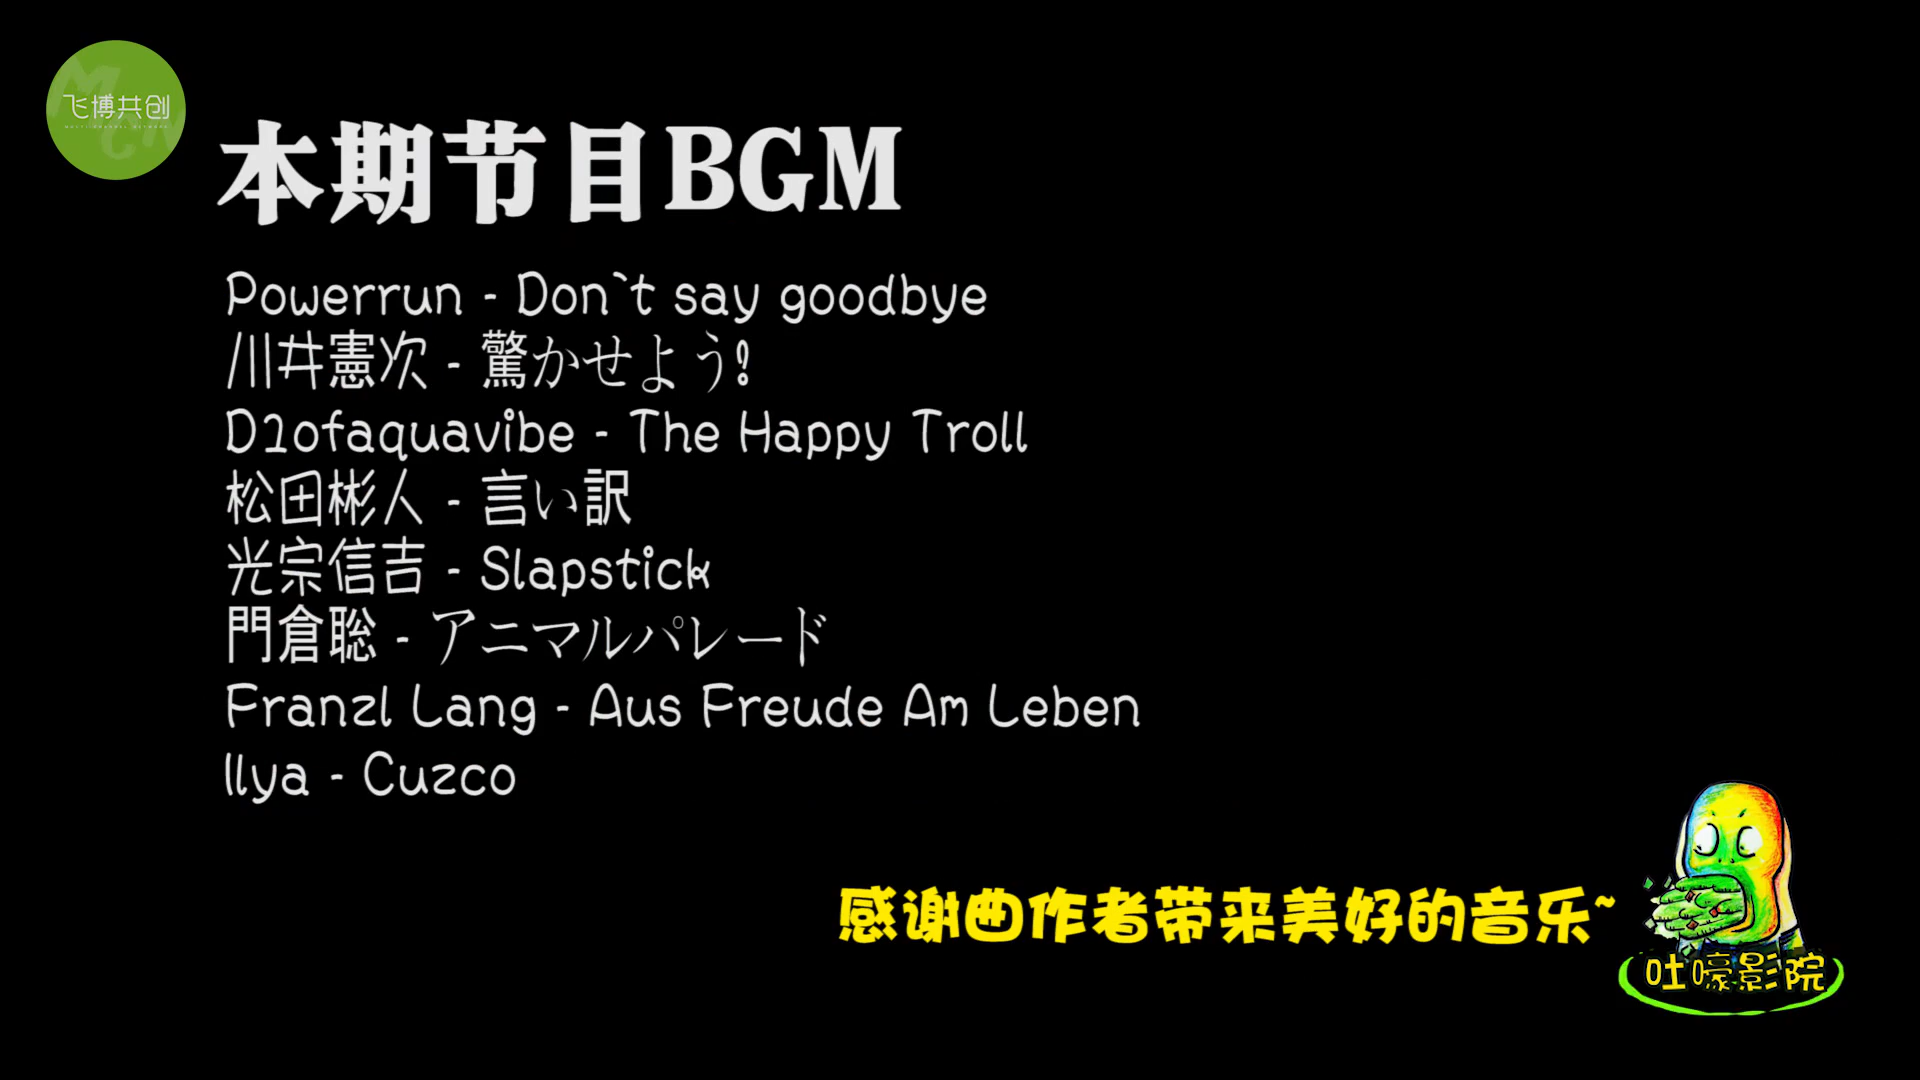 飞博共创
本期节目BGM
Powerrun - Don`t say goodbye
川井憲次 - 驚かせよう!
D1ofaquavibe - The Happy Troll
松田彬人 - 言い訳
光宗信吉 - Slapstick
門倉聡 - アニマルパレード
Franzl Lang - Aus Freude Am Leben
Ilya - Cuzco
感谢曲作者带来美好的音乐~
吐嚎影院